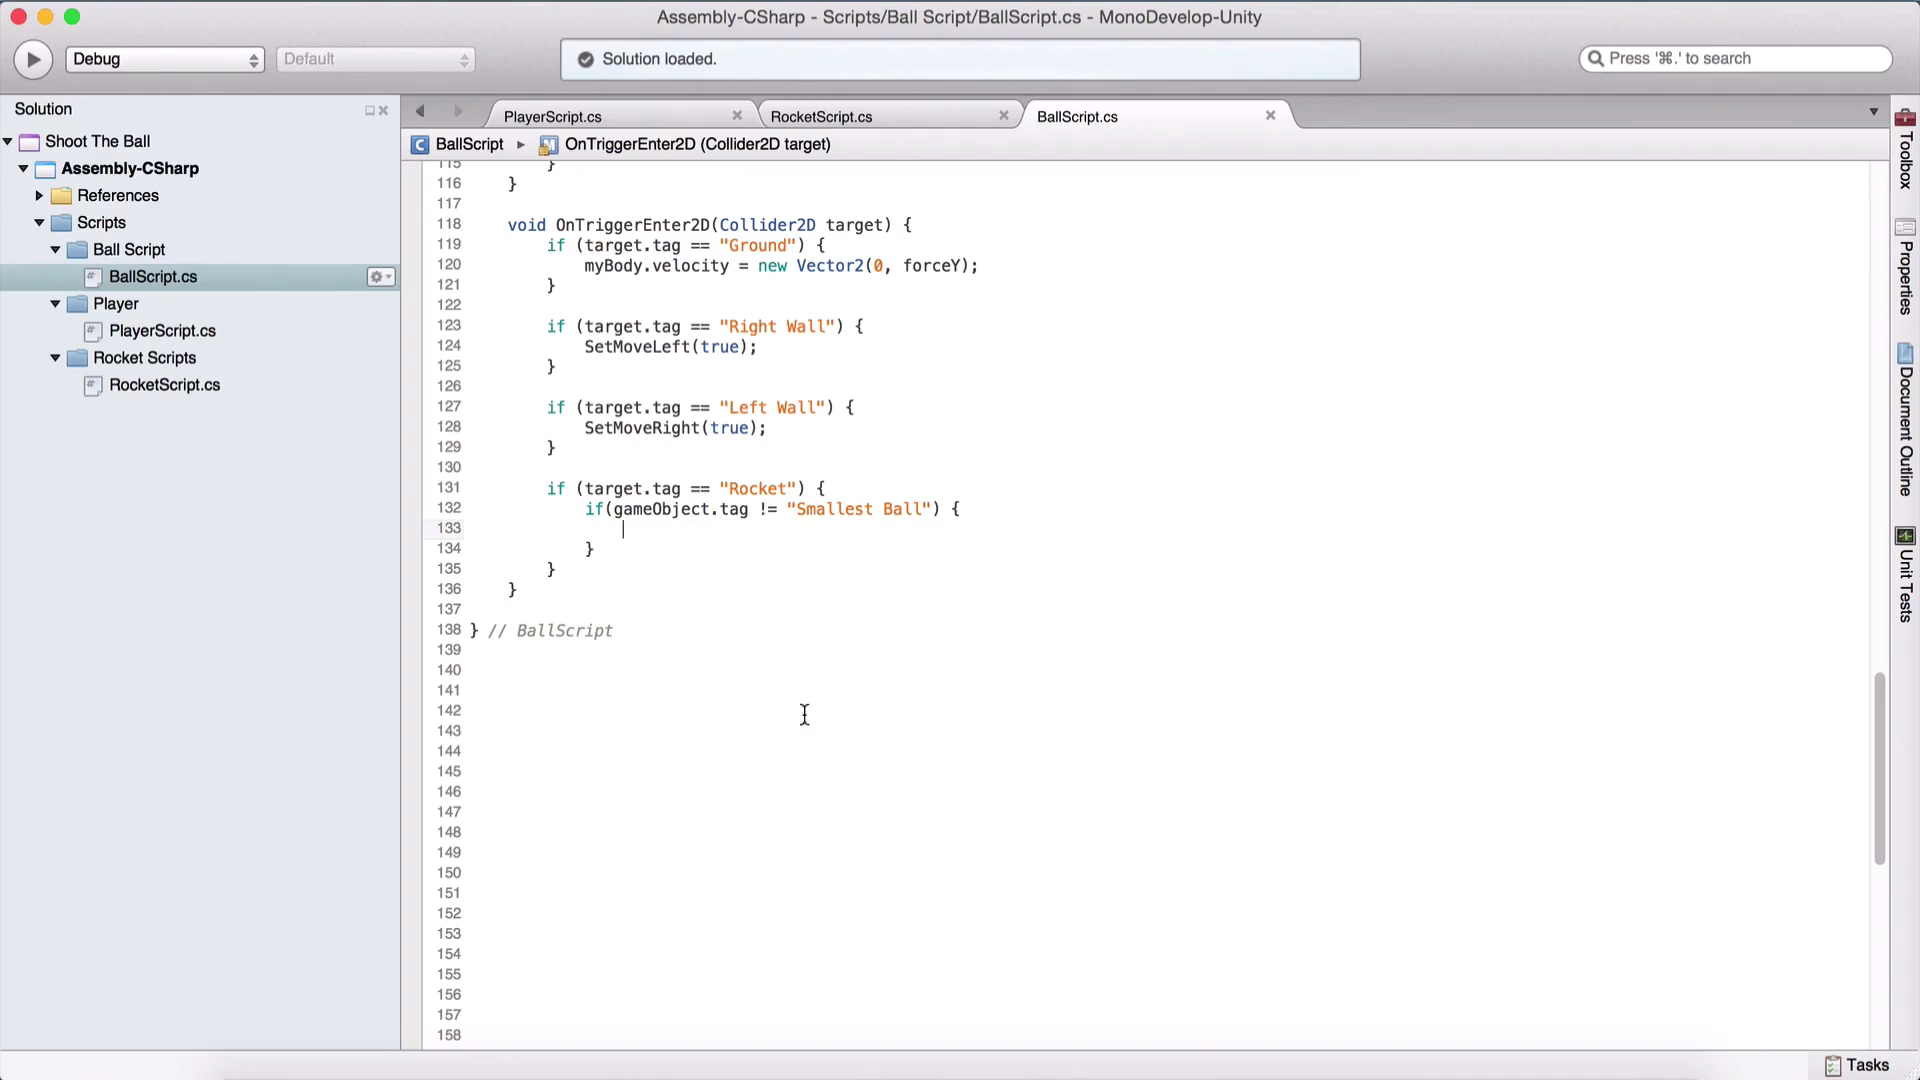 Assembly-CSharp - Scripts/Ball Script/BallScript.cs - MonoDevelop-Unity
Debug
Default
Solution loaded.
Press '⌘.' to search
Solution
Shoot The Ball
Assembly-CSharp
References
Scripts
Ball Script
BallScript.cs
Player
PlayerScript.cs
Rocket Scripts
RocketScript.cs
PlayerScript.cs
RocketScript.cs
BallScript.cs
BallScript ▸ OnTriggerEnter2D (Collider2D target)
115 }
116 }
117
118 void OnTriggerEnter2D(Collider2D target) {
119 if (target.tag == "Ground") {
120 myBody.velocity = new Vector2(0, forceY);
121 }
122
123 if (target.tag == "Right Wall") {
124 SetMoveLeft(true);
125 }
126
127 if (target.tag == "Left Wall") {
128 SetMoveRight(true);
129 }
130
131 if (target.tag == "Rocket") {
132 if(gameObject.tag != "Smallest Ball") {
133
134 }
135 }
136 }
137
138 } // BallScript
139
140
141
142
143
144
145
146
147
148
149
150
151
152
153
154
155
156
157
158
Toolbox
Properties
Document Outline
Unit Tests
Tasks